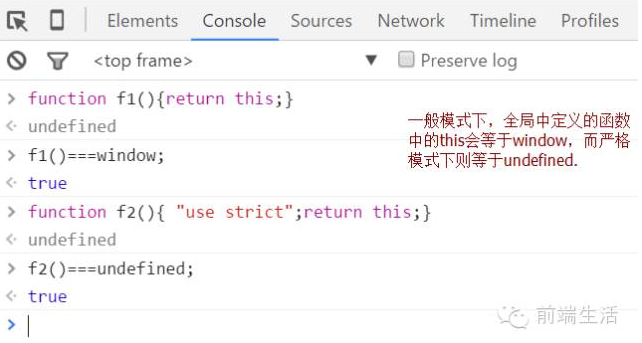 Elements Console Sources Network Timeline Profiles
<top frame> ▼ Preserve log
> function f1(){return this;}
undefined
> f1()===window;
true
> function f2(){ "use strict";return this;}
undefined
> f2()===undefined;
true
>
一般模式下，全局中定义的函数
中的this会等于window，而严格
模式下则等于undefined.
前端生活